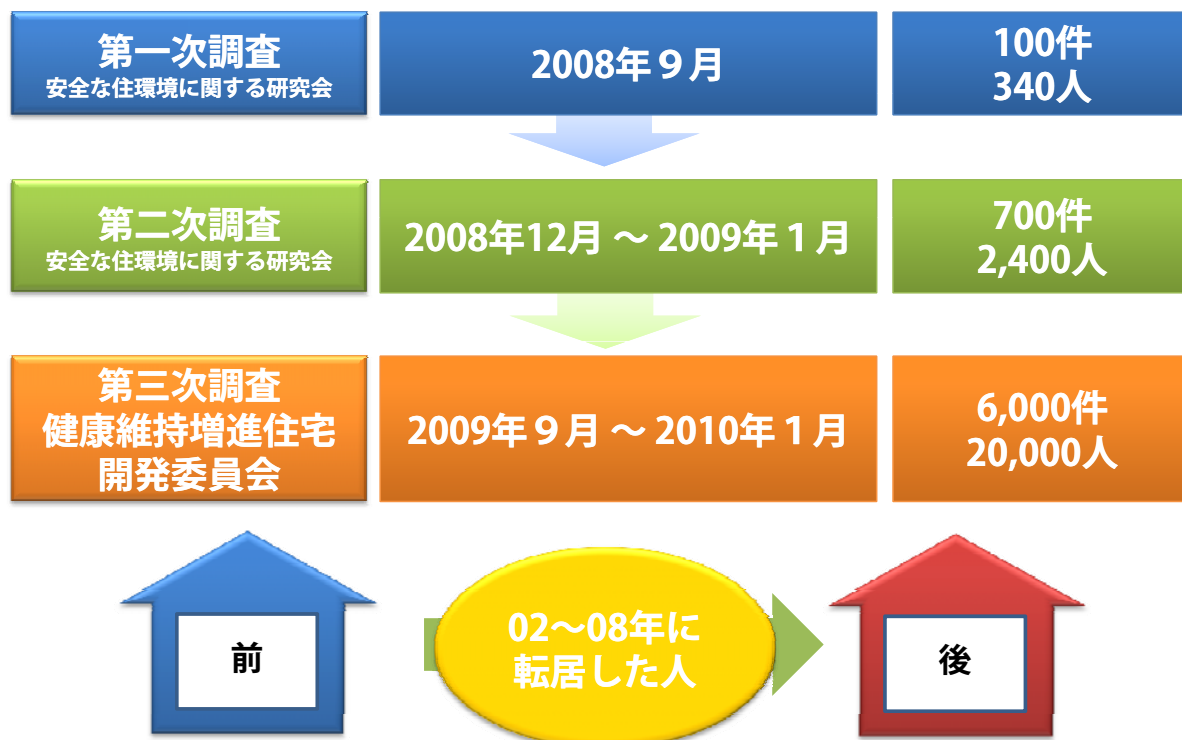 第一次調査
安全な住環境に関する研究会
2008年９月
100件
340人
第二次調査
安全な住環境に関する研究会
2008年12月 ～ 2009年１月
700件
2,400人
第三次調査
健康維持増進住宅
開発委員会
2009年９月 ～ 2010年１月
6,000件
20,000人
前
02～08年に
転居した人
後